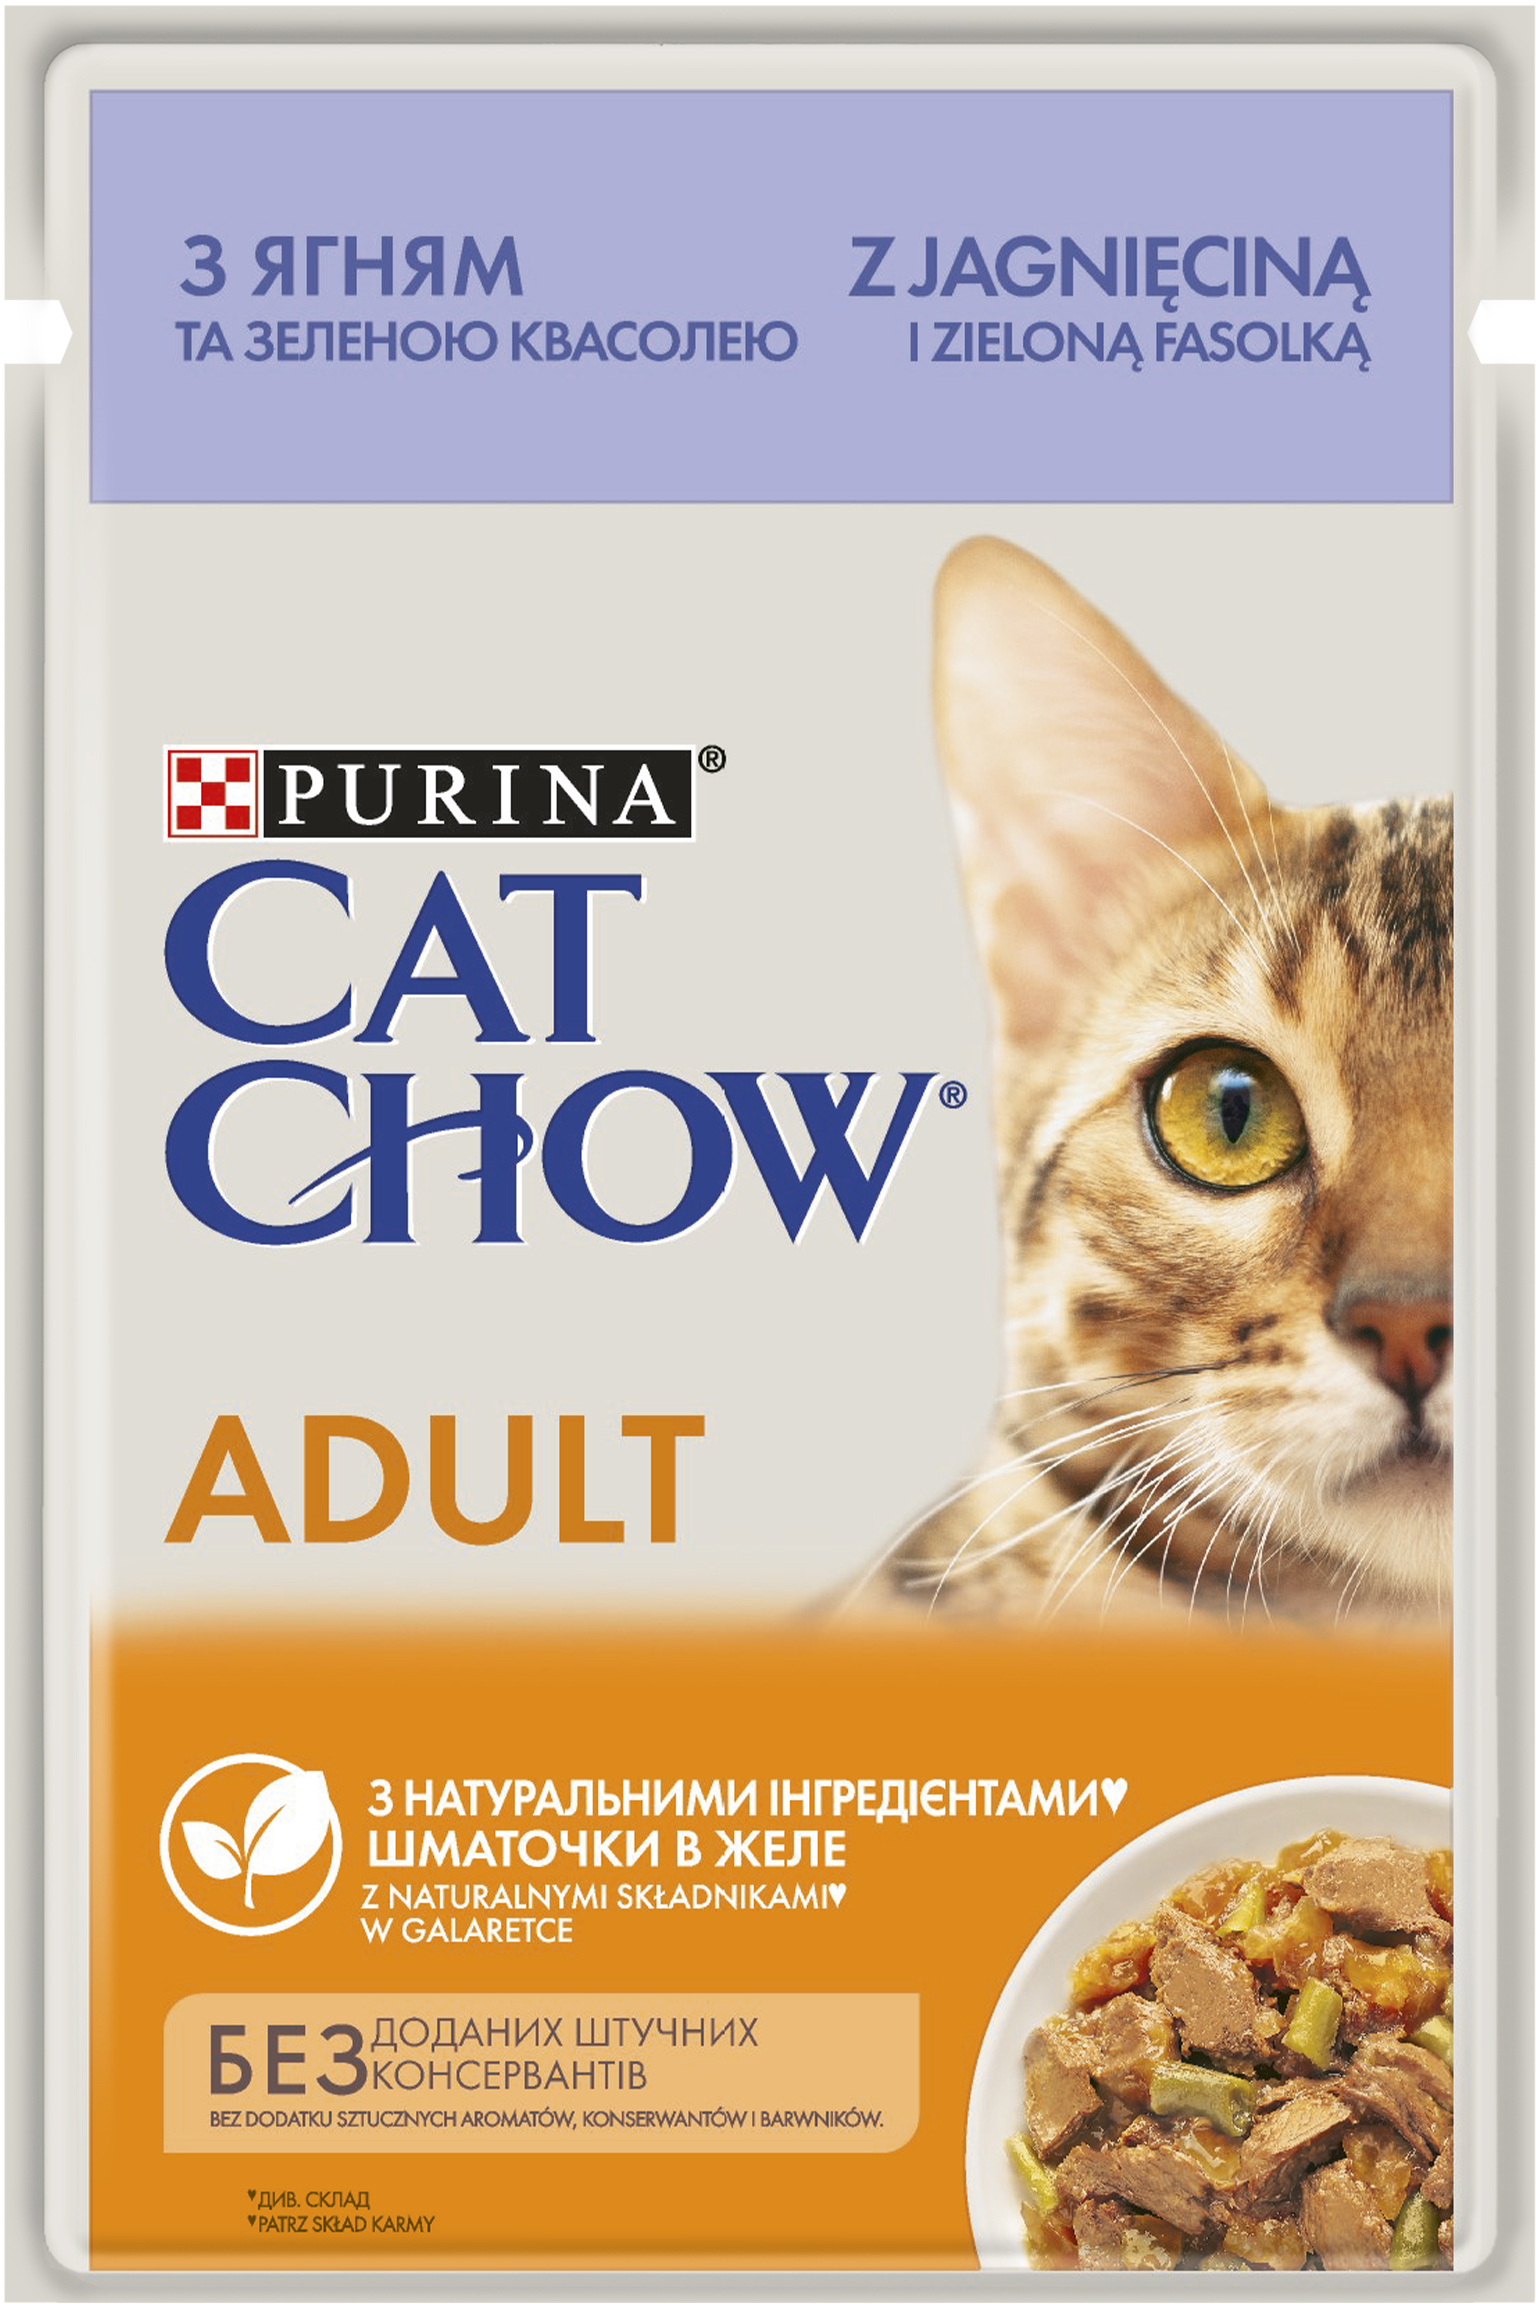 З ЯГНЯМ
ТА ЗЕЛЕНОЮ КВАСОЛЕЮ
Z JAGNIĘCINĄ
I ZIELONĄ FASOLKĄ
PURINA®
CAT
CHOW®
ADULT
З НАТУРАЛЬНИМИ ІНГРЕДІЄНТАМИ♥
ШМАТОЧКИ В ЖЕЛЕ
Z NATURALNYMI SKŁADNIKAMI♥
W GALARETCE
БЕЗ ДОДАНИХ ШТУЧНИХ
КОНСЕРВАНТІВ
BEZ DODATKU SZTUCZNYCH AROMATÓW, KONSERWANTÓW I BARWNIKÓW.
♥ДИВ. СКЛАД
♥PATRZ SKŁAD KARMY